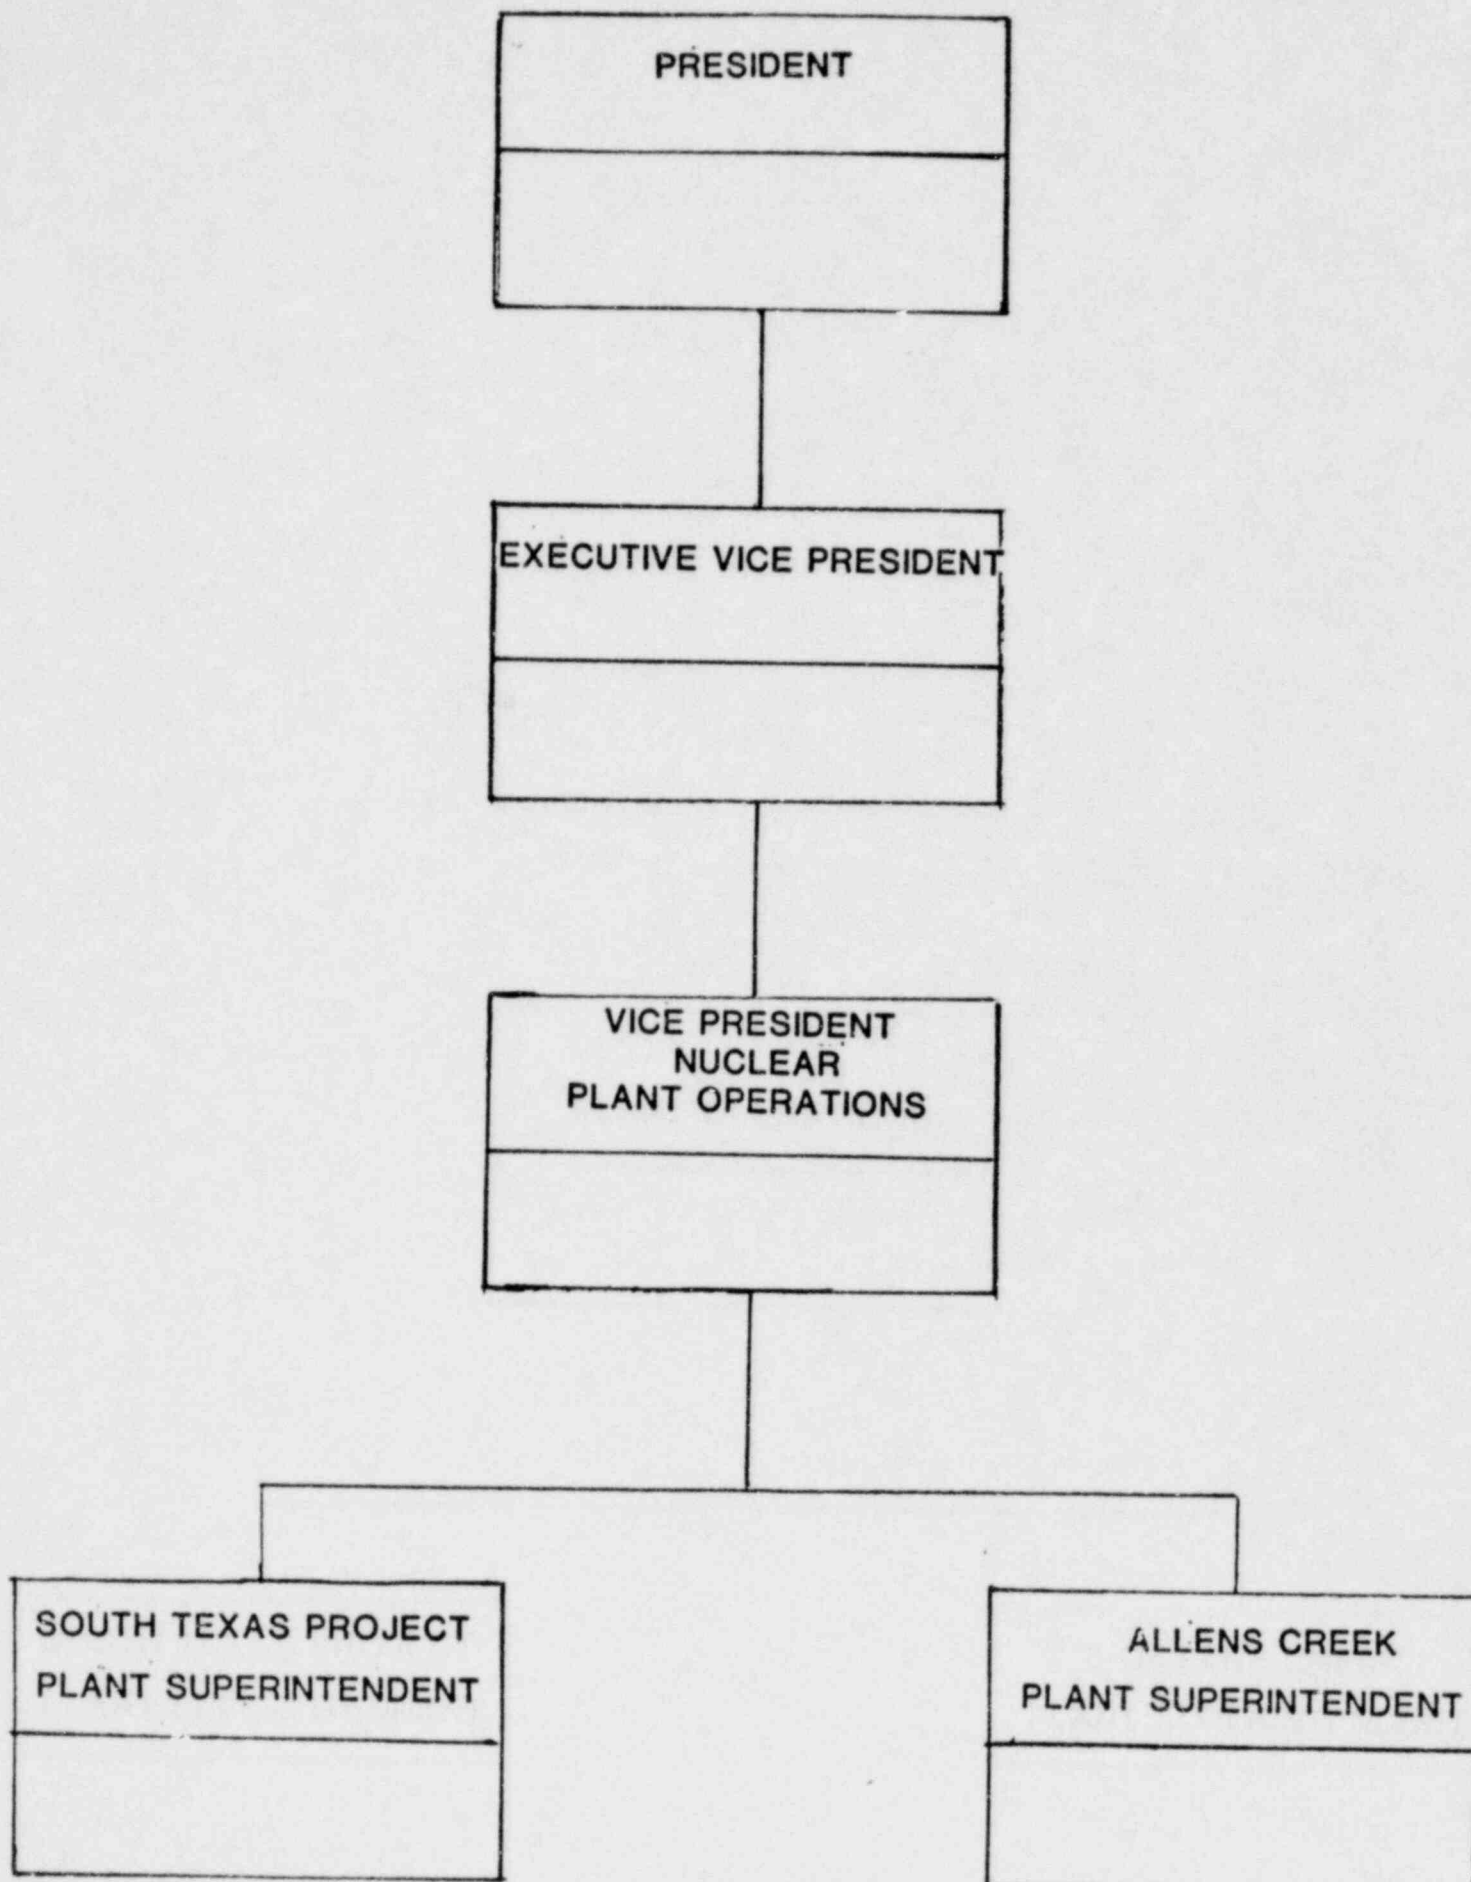 PRESIDENT
EXECUTIVE VICE PRESIDENT
VICE PRESIDENT
NUCLEAR
PLANT OPERATIONS
SOUTH TEXAS PROJECT
PLANT SUPERINTENDENT
ALLENS CREEK
PLANT SUPERINTENDENT